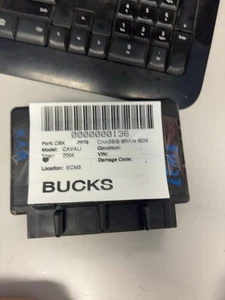 0000000136
Part: CBX CHASSIS BRAIN BOX
Model: CAVALI Condition:
Year: 2004 VIN:
Damage Code:
Location: ECM3
BUCKS